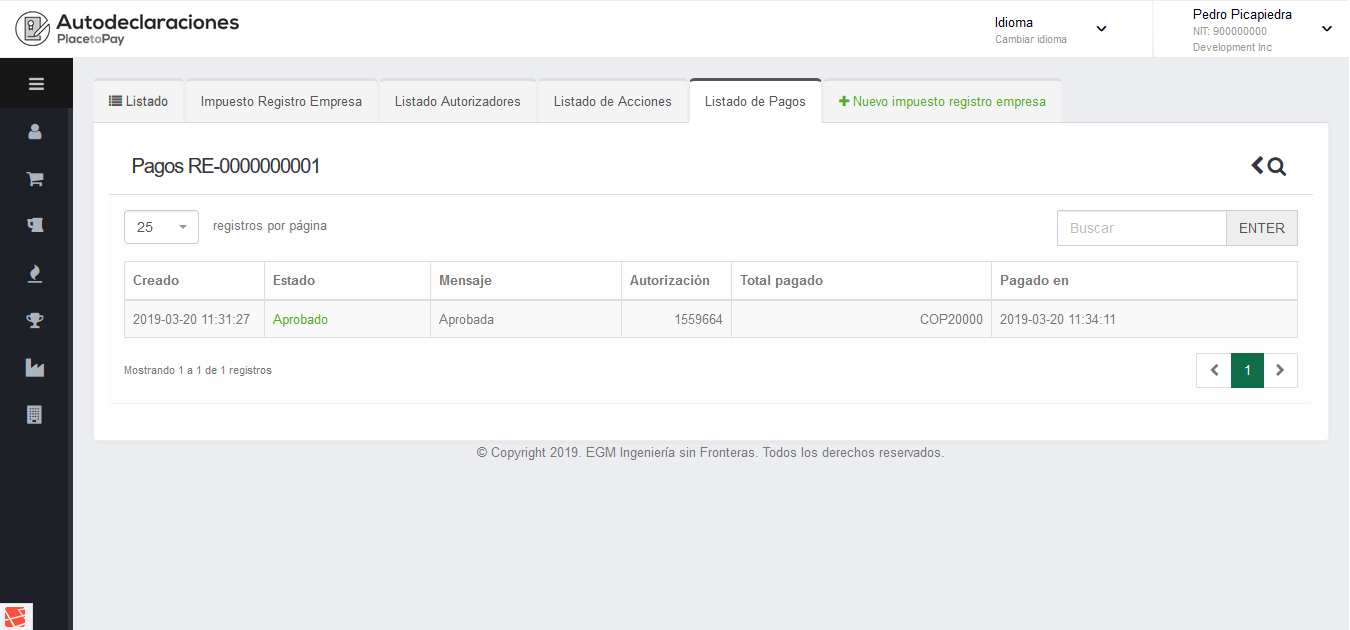 Autodeclaraciones
PlacetoPay
Idioma
Cambiar idioma
Pedro Picapiedra
NIT: 900000000
Development Inc
Listado
Impuesto Registro Empresa
Listado Autorizadores
Listado de Acciones
Listado de Pagos
+ Nuevo impuesto registro empresa
Pagos RE-0000000001
25
registros por página
Buscar
ENTER
Creado
Estado
Mensaje
Autorización
Total pagado
Pagado en
2019-03-20 11:31:27
Aprobado
Aprobada
1559664
COP20000
2019-03-20 11:34:11
Mostrando 1 a 1 de 1 registros
1
© Copyright 2019. EGM Ingeniería sin Fronteras. Todos los derechos reservados.